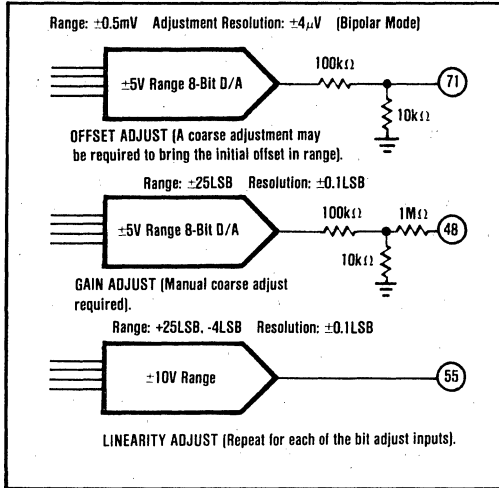 Range: ±0.5mV Adjustment Resolution: ±4µV (Bipolar Mode)
±5V Range 8-Bit D/A
100kΩ
71
10kΩ
OFFSET ADJUST (A coarse adjustment may
be required to bring the initial offset in range).
Range: ±25LSB Resolution: ±0.1LSB
±5V Range 8-Bit D/A
100kΩ
1MΩ
48
10kΩ
GAIN ADJUST (Manual coarse adjust
required).
Range: +25LSB, -4LSB Resolution: ±0.1LSB
±10V Range
55
LINEARITY ADJUST (Repeat for each of the bit adjust inputs).